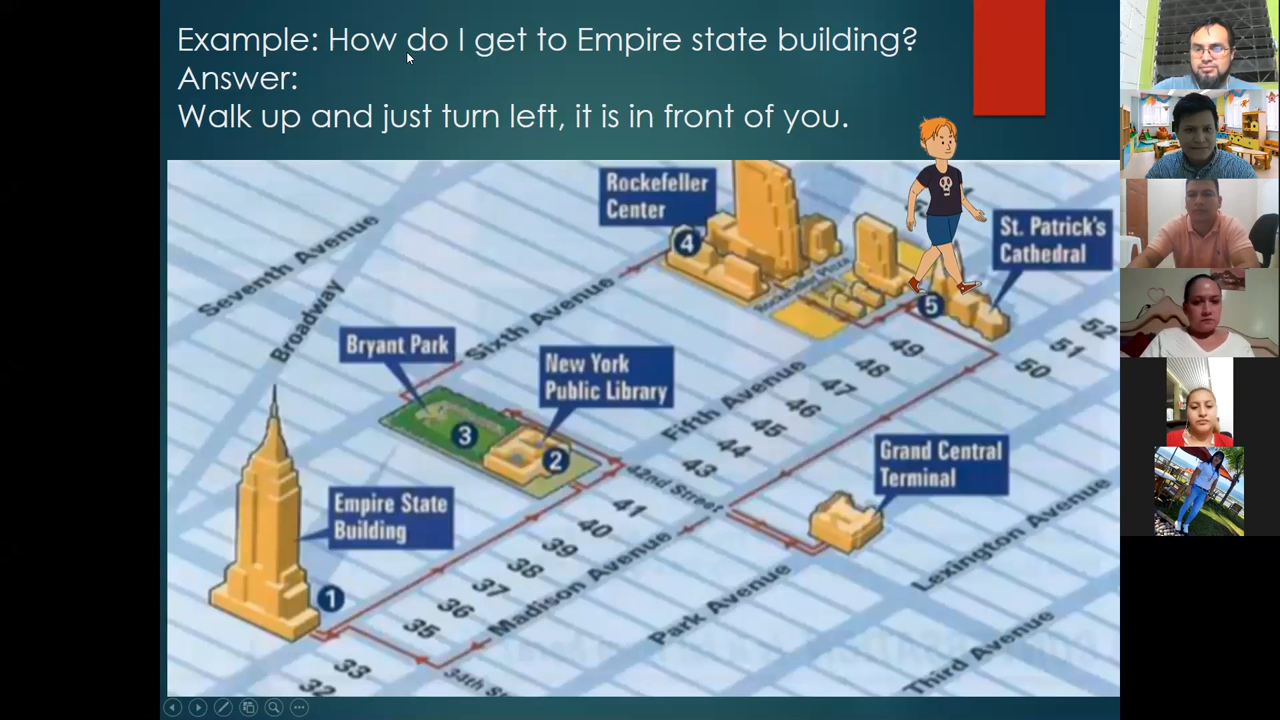 Example: How do I get to Empire state building?
Answer:
Walk up and just turn left, it is in front of you.
Rockefeller
Center
4
St. Patrick's
Cathedral
5
Rockefeller Plaza
Seventh Avenue
Broadway
Sixth Avenue
Bryant Park
New York
Public Library
3
2
Fifth Avenue
52
51
50
49
48
47
46
45
44
43
42nd Street
41
40
39
38
37
36
35
33
32
Grand Central
Terminal
Empire State
Building
1
Madison Avenue
Park Avenue
Lexington Avenue
Third Avenue
34th